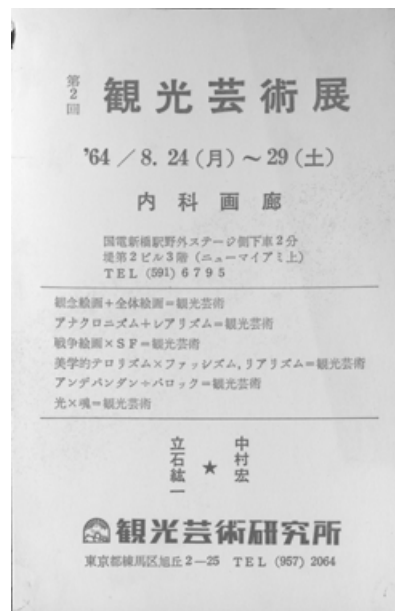 第2回
観光芸術展
'64／8. 24 (月)～29 (土)
内科画廊
国電新橋駅野外ステージ側下車2分
堤第2ビル3階（ニューマイアミ上）
TEL (591) 6795
観念絵画+全体絵画=観光芸術
アナクロニズム+レアリズム=観光芸術
戦争絵画×SF=観光芸術
美学的テロリズム×ファッシズム,リアリズム=観光芸術
アンデパンダン÷バロック=観光芸術
光×魂=観光芸術
中村宏
★
立石紘一
観光芸術研究所
東京都練馬区旭丘2-25 TEL (957) 2064